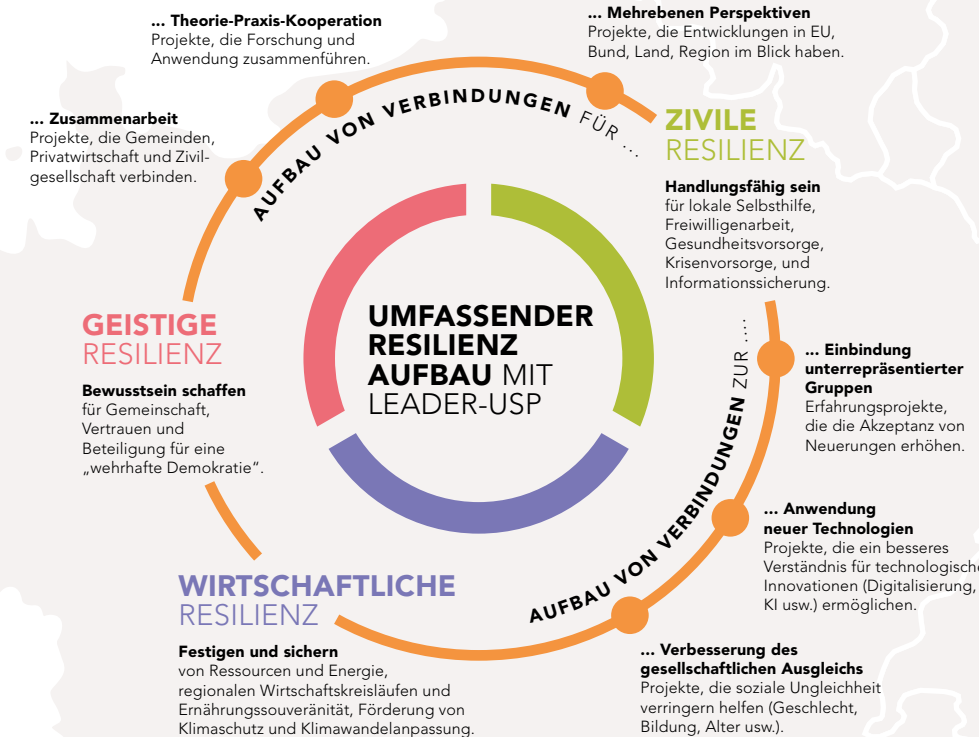 ... Theorie-Praxis-Kooperation
Projekte, die Forschung und
Anwendung zusammenführen.
... Mehrebenen Perspektiven
Projekte, die Entwicklungen in EU,
Bund, Land, Region im Blick haben.
... Zusammenarbeit
Projekte, die Gemeinden,
Privatwirtschaft und Zivil-
gesellschaft verbinden.
AUFBAU VON VERBINDUNGEN FÜR ...
ZIVILE
RESILIENZ
Handlungsfähig sein
für lokale Selbsthilfe,
Freiwilligenarbeit,
Gesundheitsvorsorge,
Krisenvorsorge, und
Informationssicherung.
GEISTIGE
RESILIENZ
Bewusstsein schaffen
für Gemeinschaft,
Vertrauen und
Beteiligung für eine
„wehrhafte Demokratie“.
UMFASSENDER
RESILIENZ
AUFBAU MIT
LEADER-USP
AUFBAU VON VERBINDUNGEN ZUR ....
... Einbindung
unterrepräsentierter
Gruppen
Erfahrungsprojekte,
die die Akzeptanz von
Neuerungen erhöhen.
... Anwendung
neuer Technologien
Projekte, die ein besseres
Verständnis für technologische
Innovationen (Digitalisierung,
KI usw.) ermöglichen.
WIRTSCHAFTLICHE
RESILIENZ
Festigen und sichern
von Ressourcen und Energie,
regionalen Wirtschaftskreisläufen und
Ernährungssouveränität, Förderung von
Klimaschutz und Klimawandelanpassung.
... Verbesserung des
gesellschaftlichen Ausgleichs
Projekte, die soziale Ungleichheit
verringern helfen (Geschlecht,
Bildung, Alter usw.).